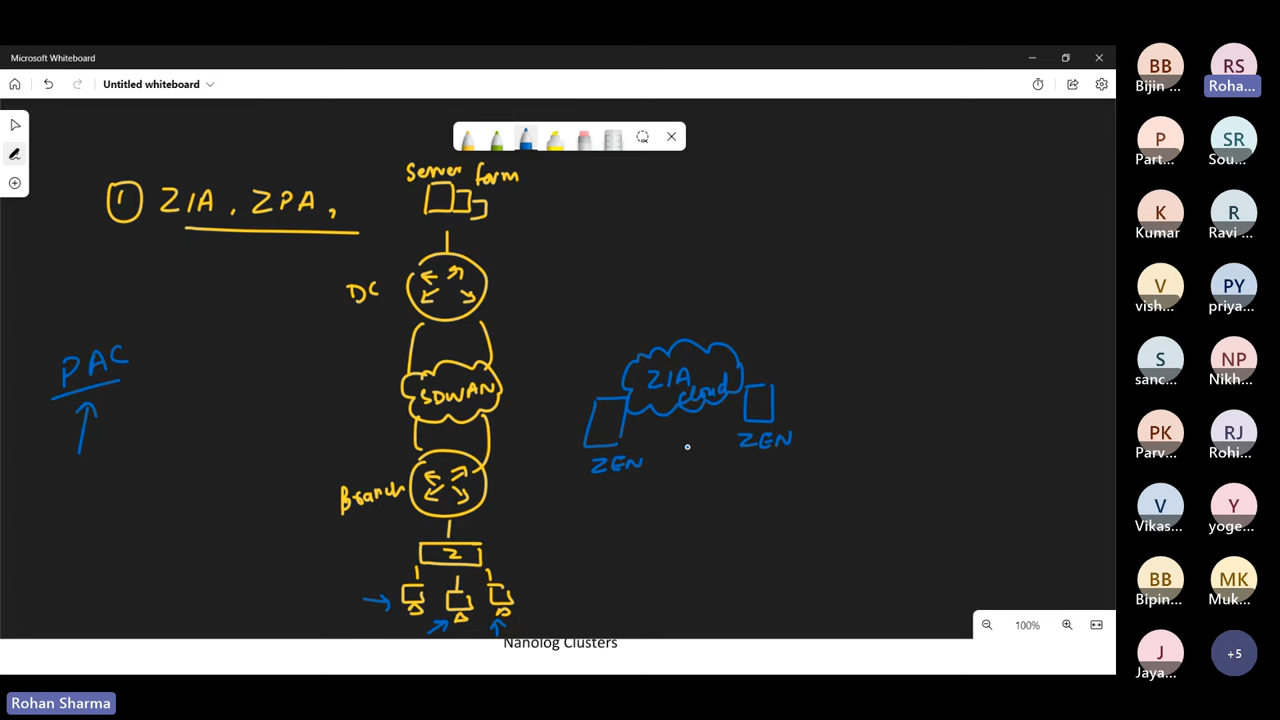 Microsoft Whiteboard
Untitled whiteboard
① ZIA, ZPA,
Server farm
DC
PAC
SDWAN
ZIA
cloud
ZEN
ZEN
Branch
2
100%
Nanolog Clusters
BB
Bijin ...
RS
Roha...
P
Part...
SR
Sou...
K
Kumar
R
Ravi ...
V
vish...
PY
priya...
S
sanc...
NP
Nikh...
PK
Parv...
RJ
Rohi...
V
Vikas...
Y
yoge...
BB
Bipin...
MK
Muk...
J
Jaya...
+5
Rohan Sharma